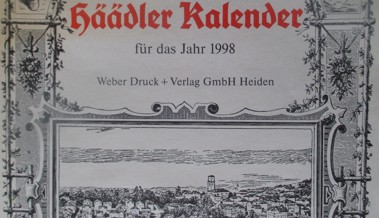 Häädler Kalender
für das Jahr 1998
Weber Druck + Verlag GmbH Heiden